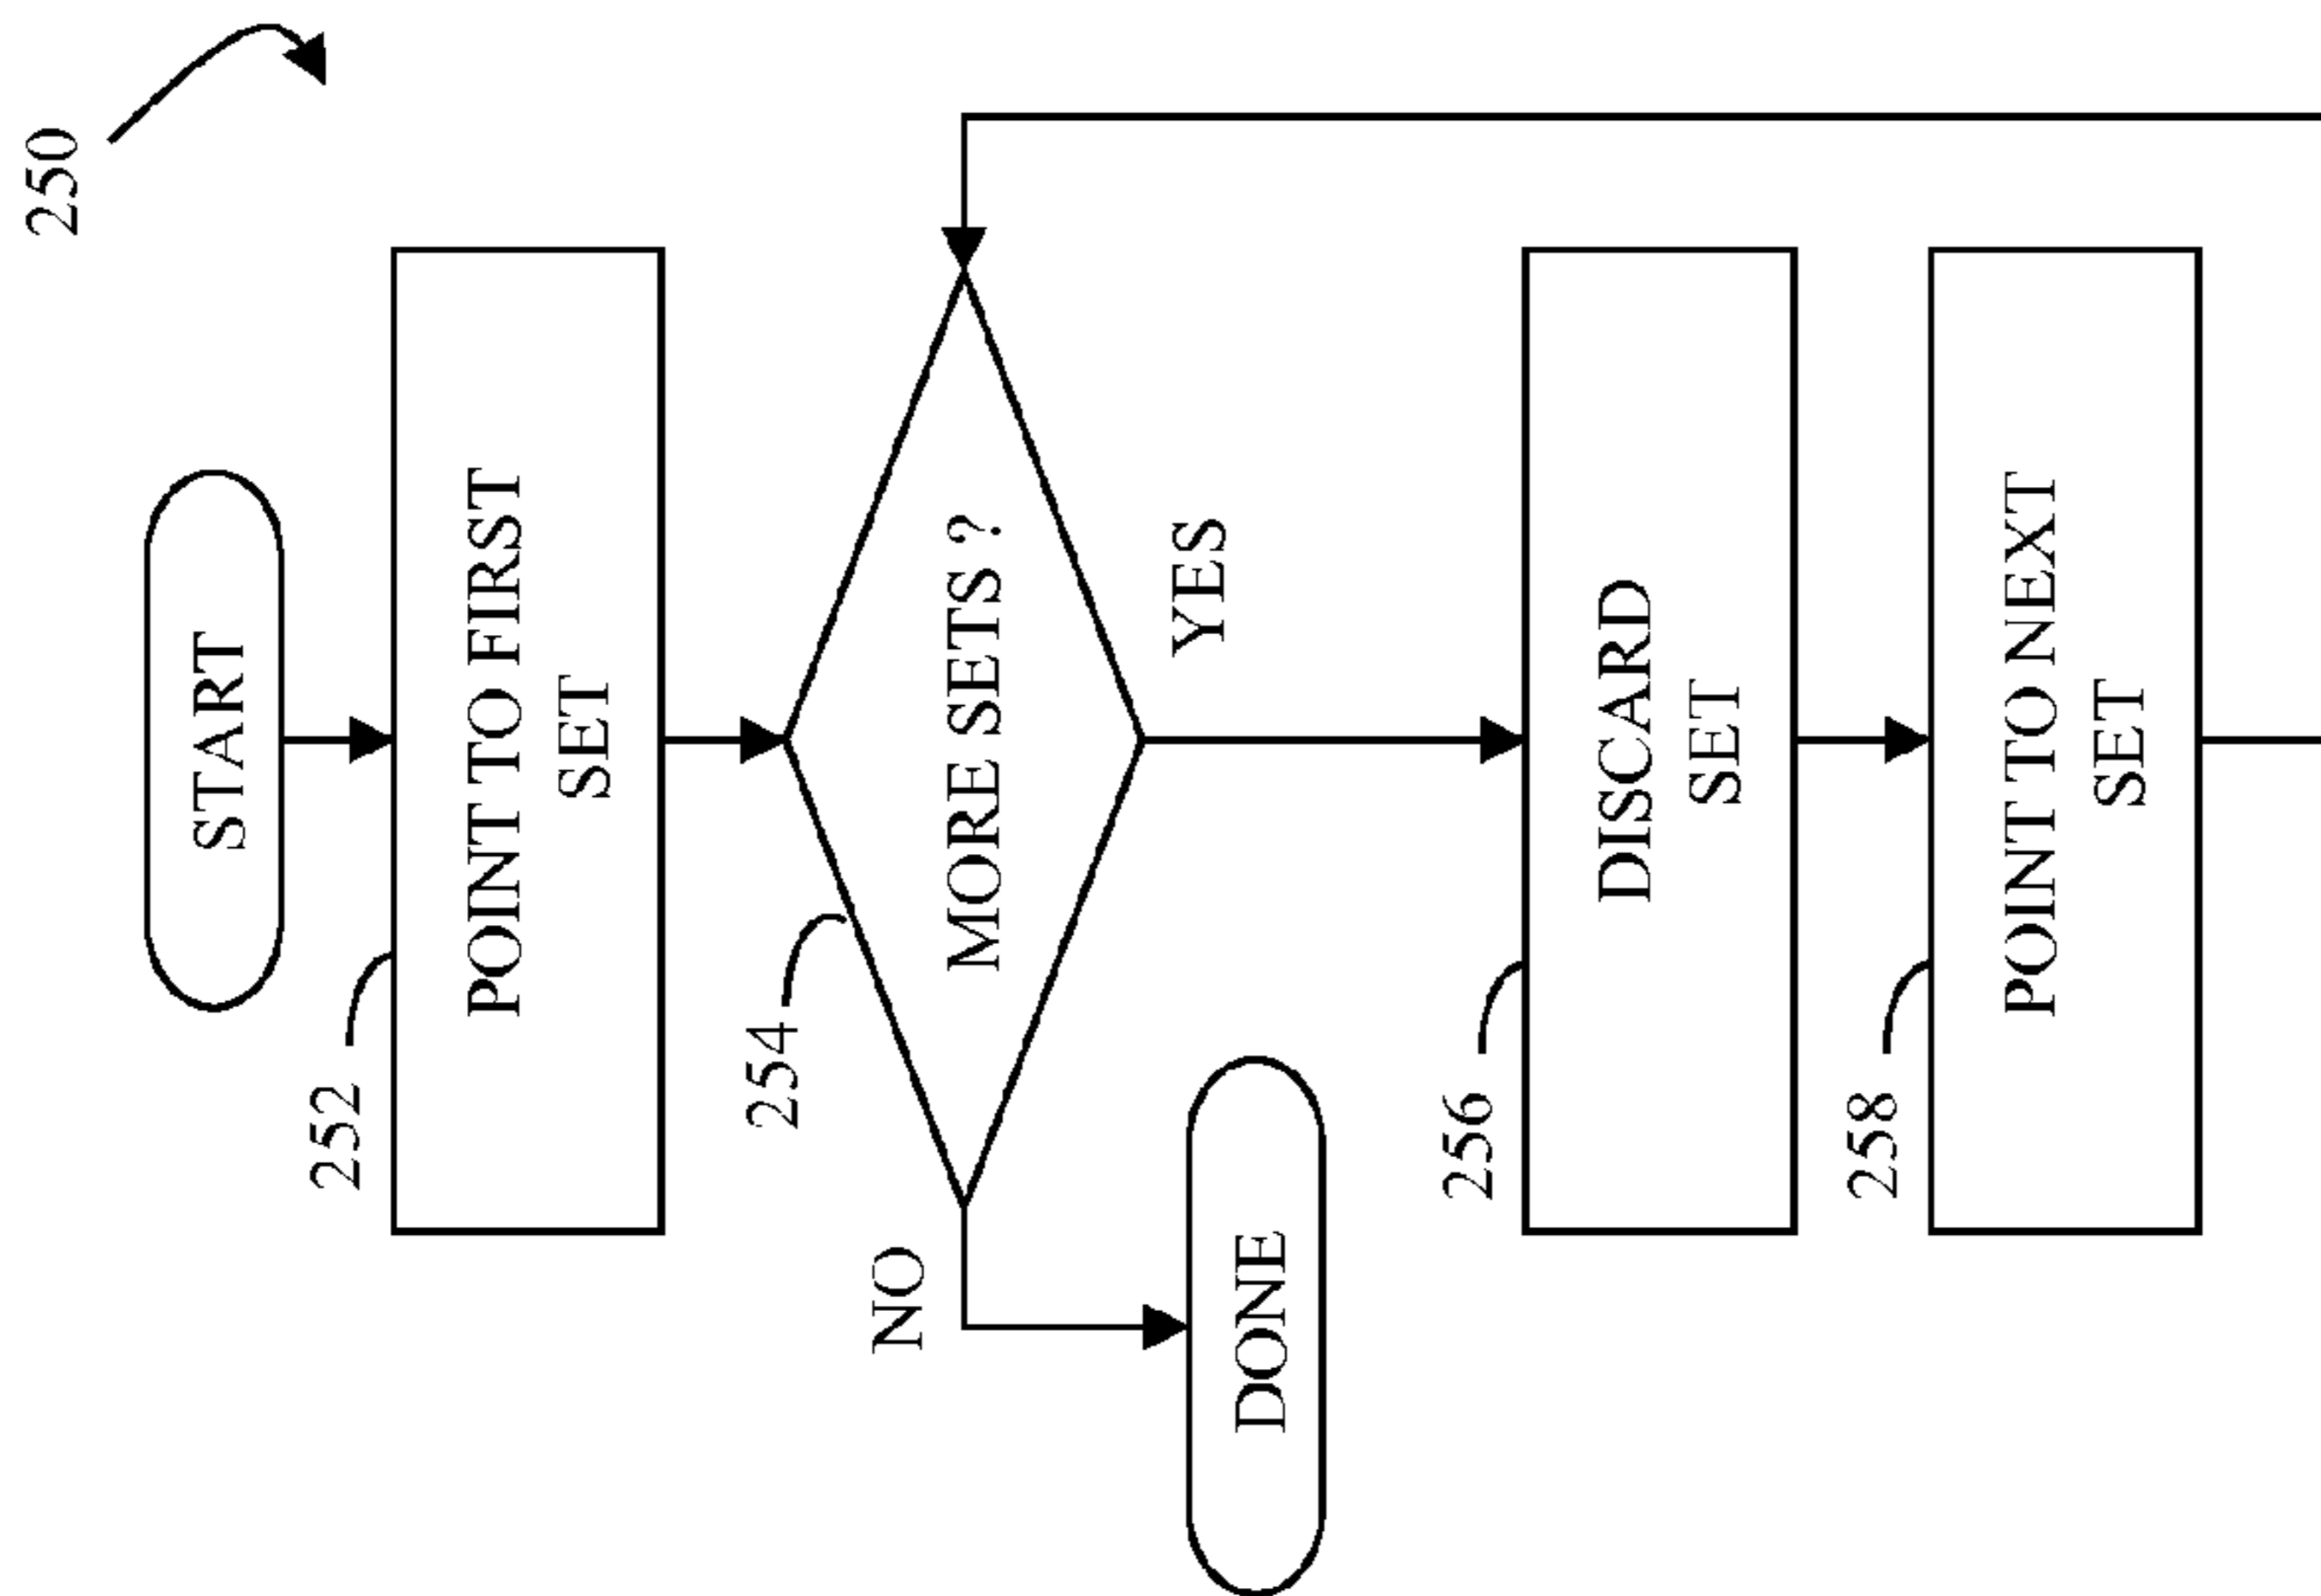 250
START
252
POINT TO FIRST
SET
254
MORE SETS ?
NO
YES
DONE
256
DISCARD
SET
258
POINT TO NEXT
SET